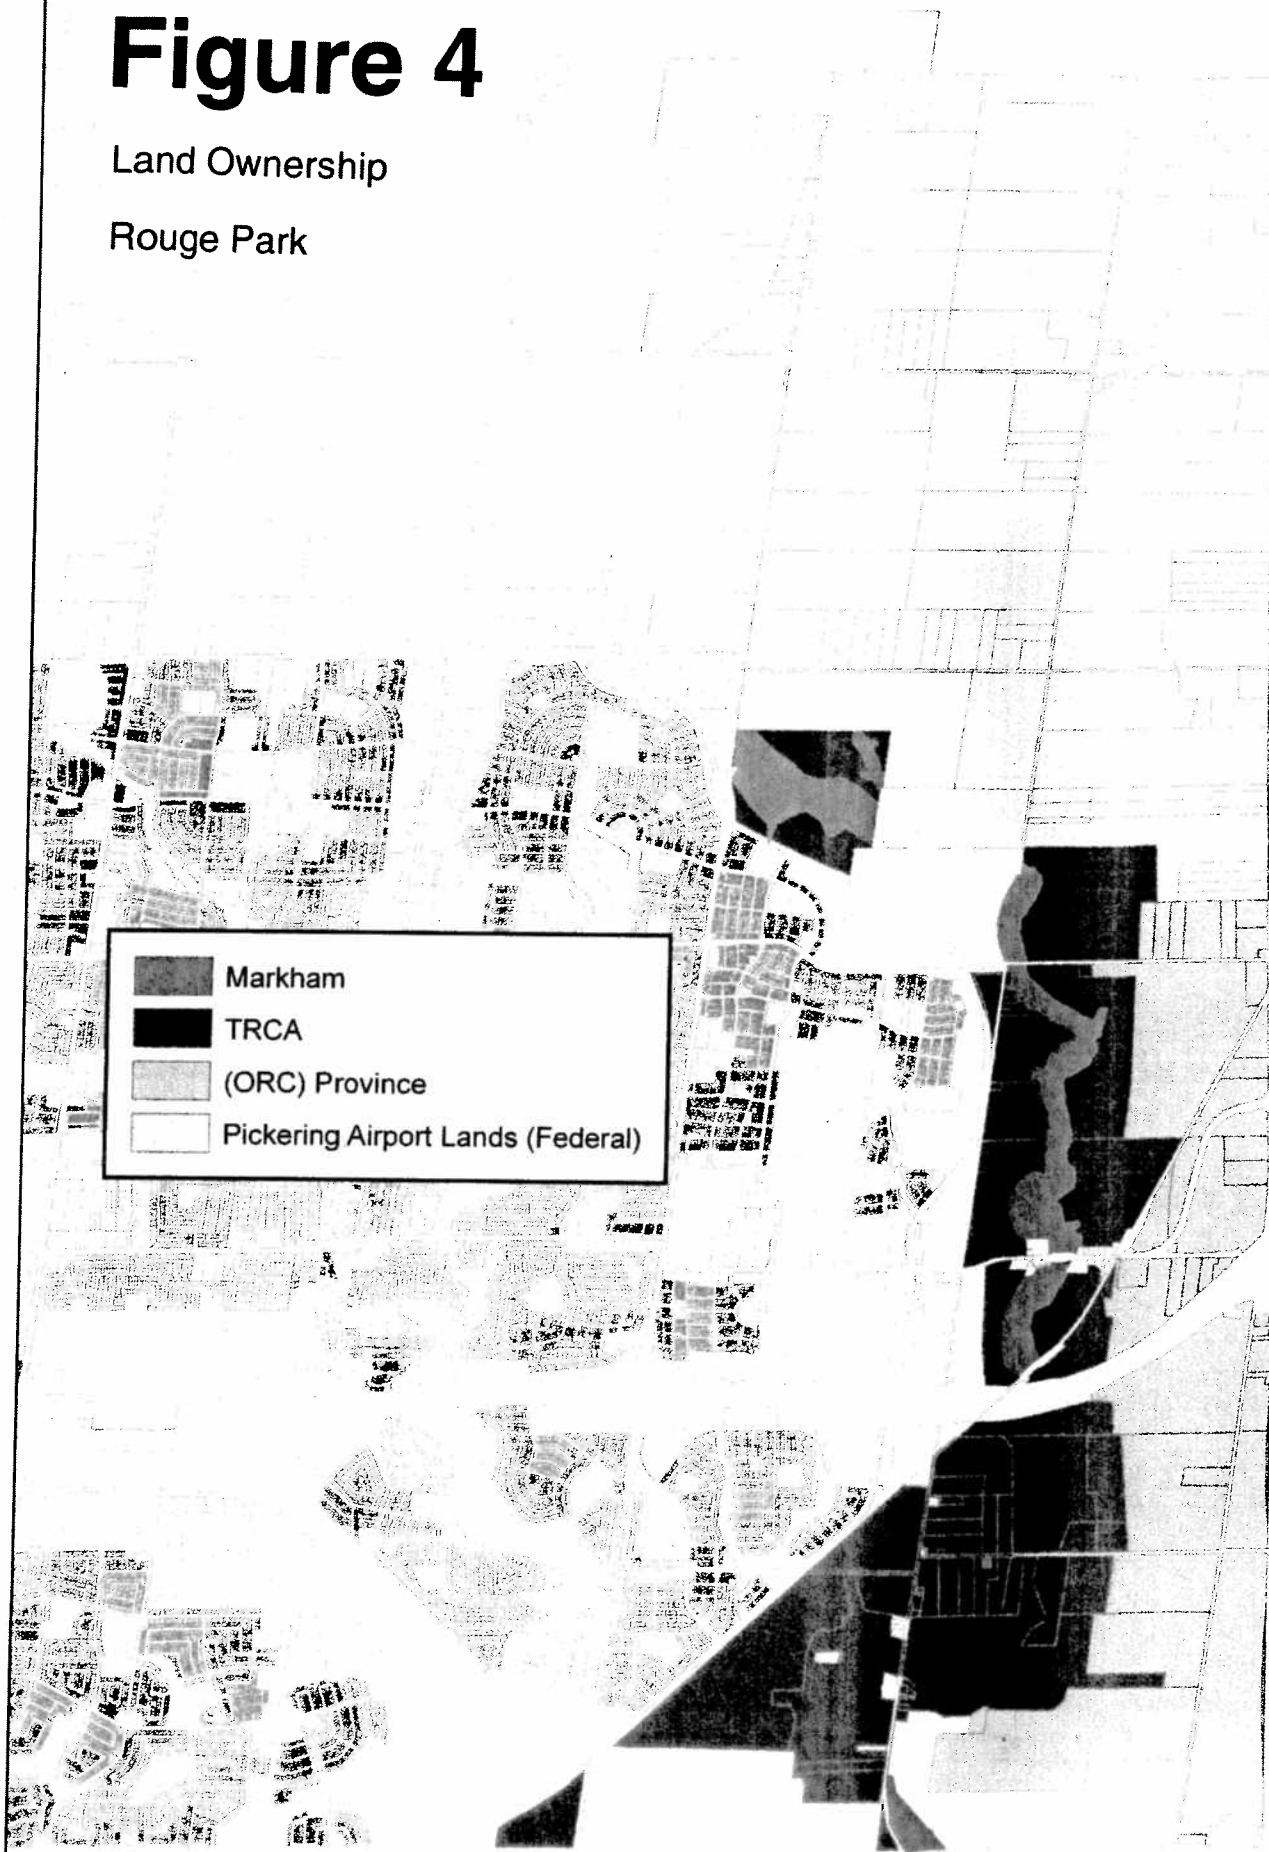 Figure 4
Land Ownership
Rouge Park
Markham
TRCA
(ORC) Province
Pickering Airport Lands (Federal)